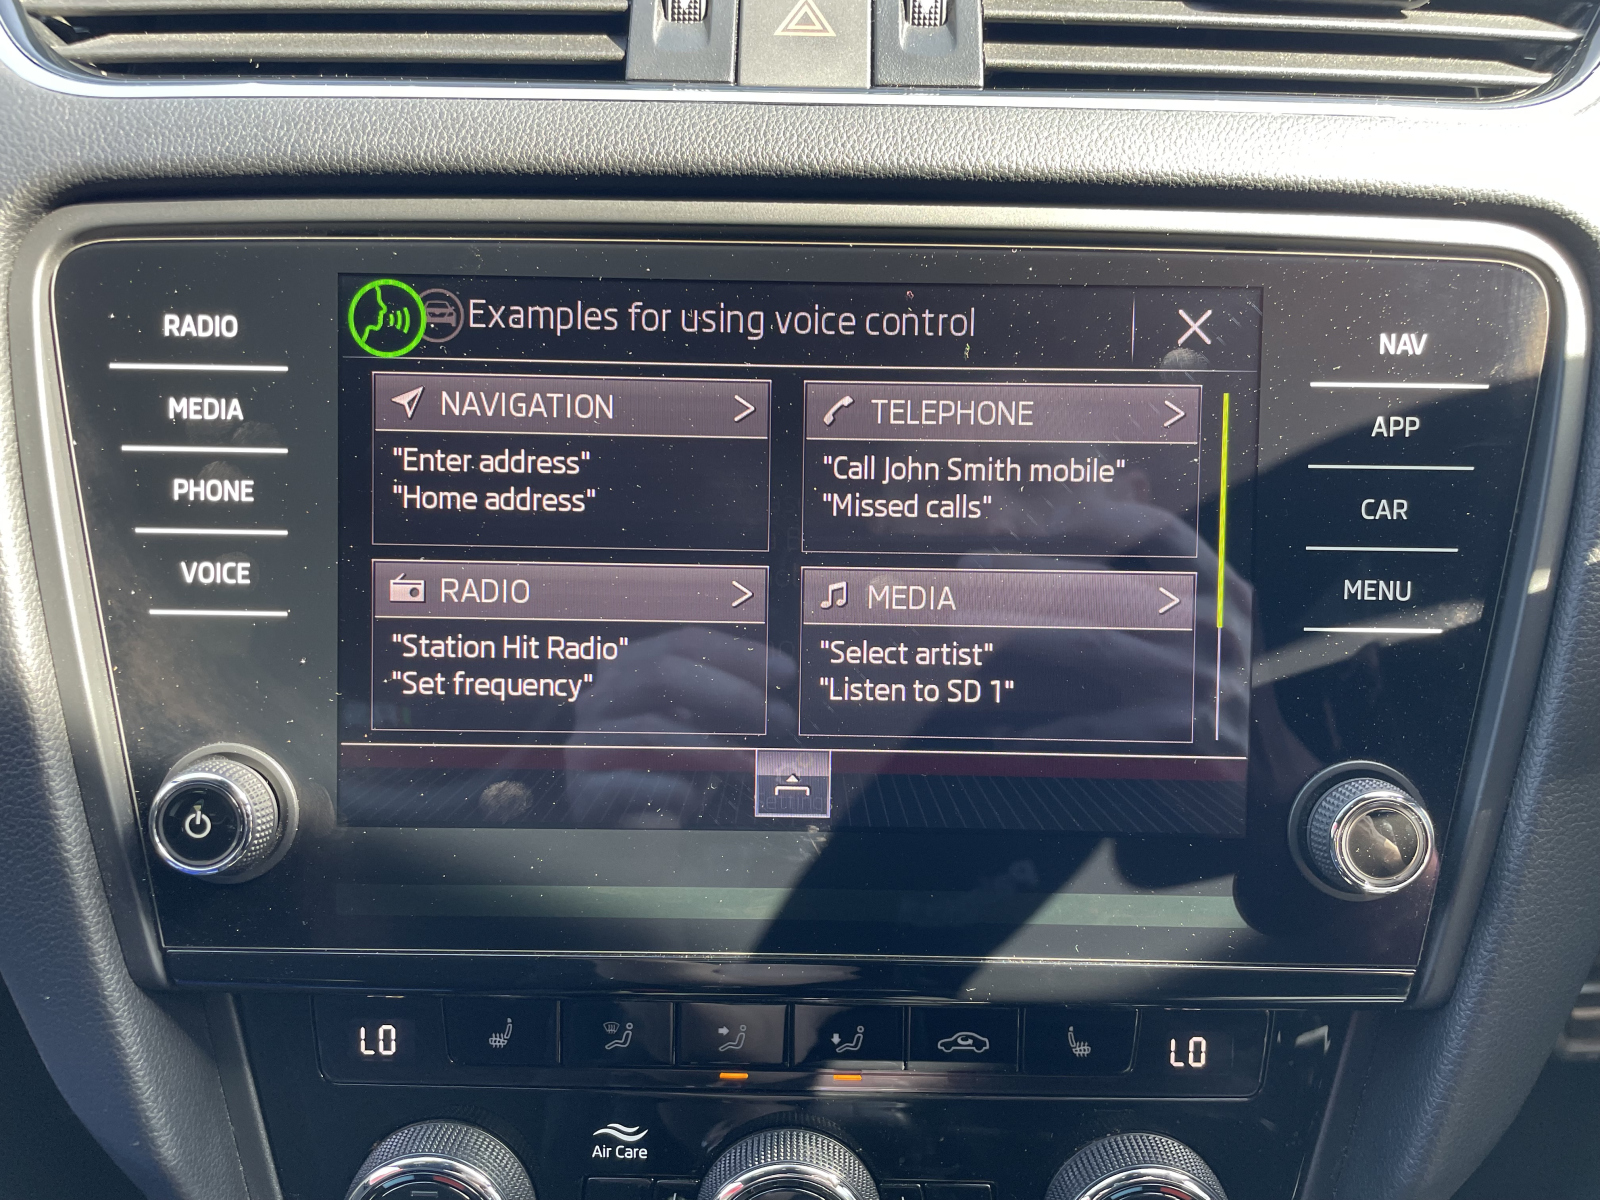 RADIO
MEDIA
PHONE
VOICE
Examples for using voice control
NAVIGATION
"Enter address"
"Home address"
TELEPHONE
"Call John Smith mobile"
"Missed calls"
RADIO
"Station Hit Radio"
"Set frequency"
MEDIA
"Select artist"
"Listen to SD 1"
NAV
APP
CAR
MENU
LO
LO
Air Care